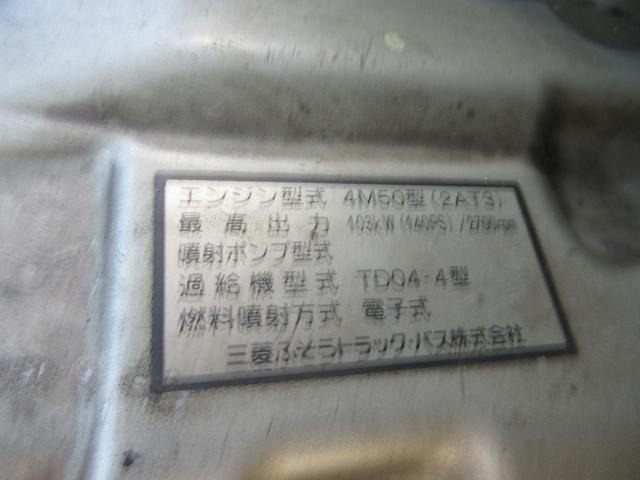 エンジン型式 4M50型(2AT3)
最高出力 103kW(140PS)/2700rpm
噴射ポンプ型式
過給機型式 TD04-4型
燃料噴射方式 電子式
三菱ふそうトラック・バス株式会社